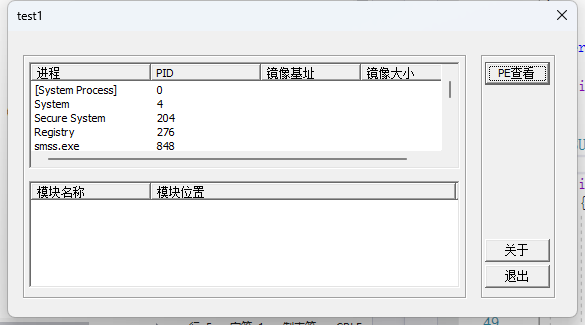 test1
进程 PID 镜像基址 镜像大小
[System Process] 0
System 4
Secure System 204
Registry 276
smss.exe 848
模块名称 模块位置
PE查看
关于
退出
49